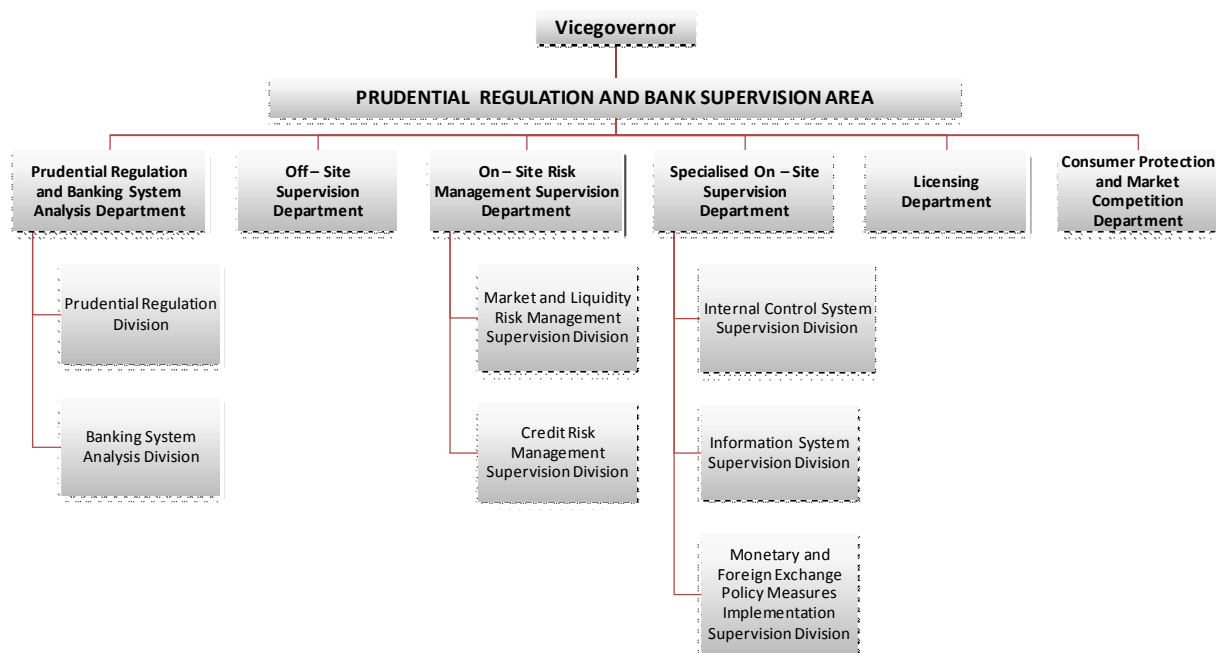 Vicegovernor
PRUDENTIAL REGULATION AND BANK SUPERVISION AREA
Prudential Regulation
and Banking System
Analysis Department
Off – Site
Supervision
Department
On – Site Risk
Management Supervision
Department
Specialised On – Site
Supervision
Department
Licensing
Department
Consumer Protection
and Market
Competition
Department
Prudential Regulation
Division
Market and Liquidity
Risk Management
Supervision Division
Internal Control System
Supervision Division
Banking System
Analysis Division
Credit Risk
Management
Supervision Division
Information System
Supervision Division
Monetary and
Foreign Exchange
Policy Measures
Implementation
Supervision Division